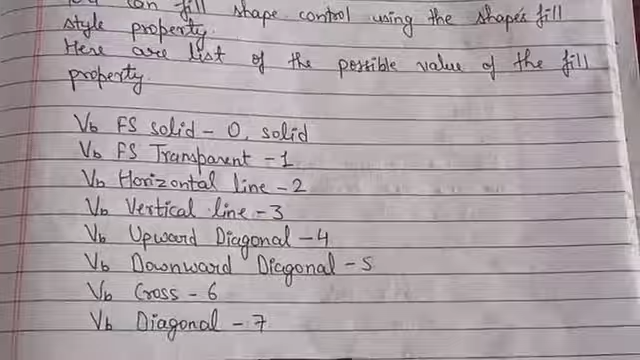 you can fill shape control using the shape's fill
style property.
Here are list of the possible value of the fill
property.
Vb FS Solid - 0, solid
Vb FS Transparent - 1
Vb Horizontal line - 2
Vb Vertical line - 3
Vb Upward Diagonal - 4
Vb Downward Diagonal - 5
Vb Cross - 6
Vb Diagonal - 7